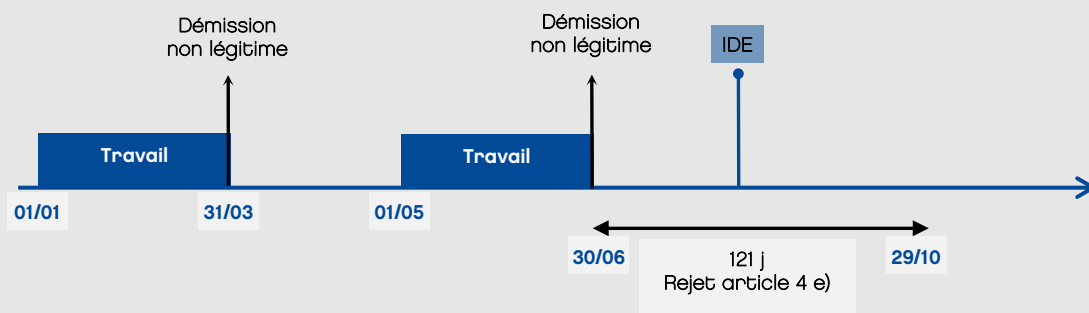 Démission
non légitime
Démission
non légitime
IDE
Travail
Travail
01/01
31/03
01/05
30/06
121 j
Rejet article 4 e)
29/10